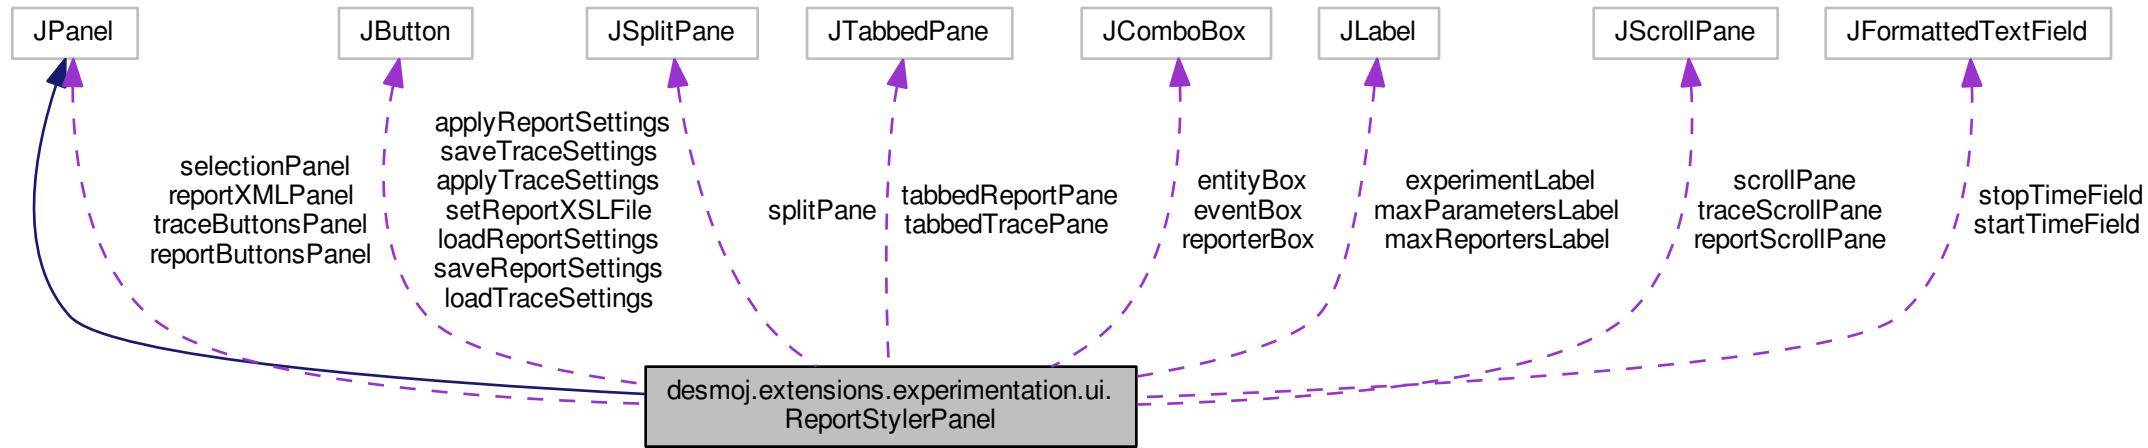 JPanel
JButton
JSplitPane
JTabbedPane
JComboBox
JLabel
JScrollPane
JFormattedTextField
selectionPanel
reportXMLPanel
traceButtonsPanel
reportButtonsPanel
applyReportSettings
saveTraceSettings
applyTraceSettings
setReportXSLFile
loadReportSettings
saveReportSettings
loadTraceSettings
splitPane
tabbedReportPane
tabbedTracePane
entityBox
eventBox
reporterBox
experimentLabel
maxParametersLabel
maxReportersLabel
scrollPane
traceScrollPane
reportScrollPane
stopTimeField
startTimeField
desmoj.extensions.experimentation.ui.
ReportStylerPanel